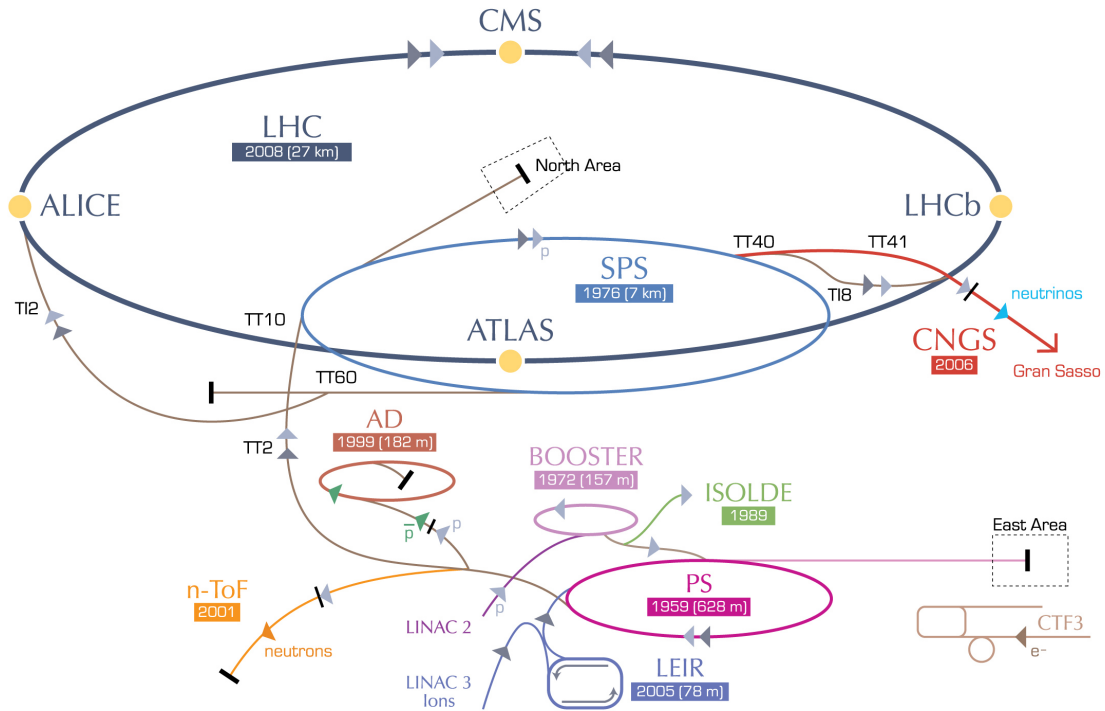 CMS
LHC
2008 (27 km)
North Area
ALICE
LHCb
TT40
TT41
SPS
1976 (7 km)
p
TI8
TI2
TT10
neutrinos
ATLAS
CNGS
2006
Gran Sasso
TT60
AD
1999 (182 m)
TT2
BOOSTER
1972 (157 m)
ISOLDE
1989
p̅
p
East Area
n-ToF
2001
PS
1959 (628 m)
p
LINAC 2
neutrons
CTF3
e-
LEIR
2005 (78 m)
LINAC 3
Ions